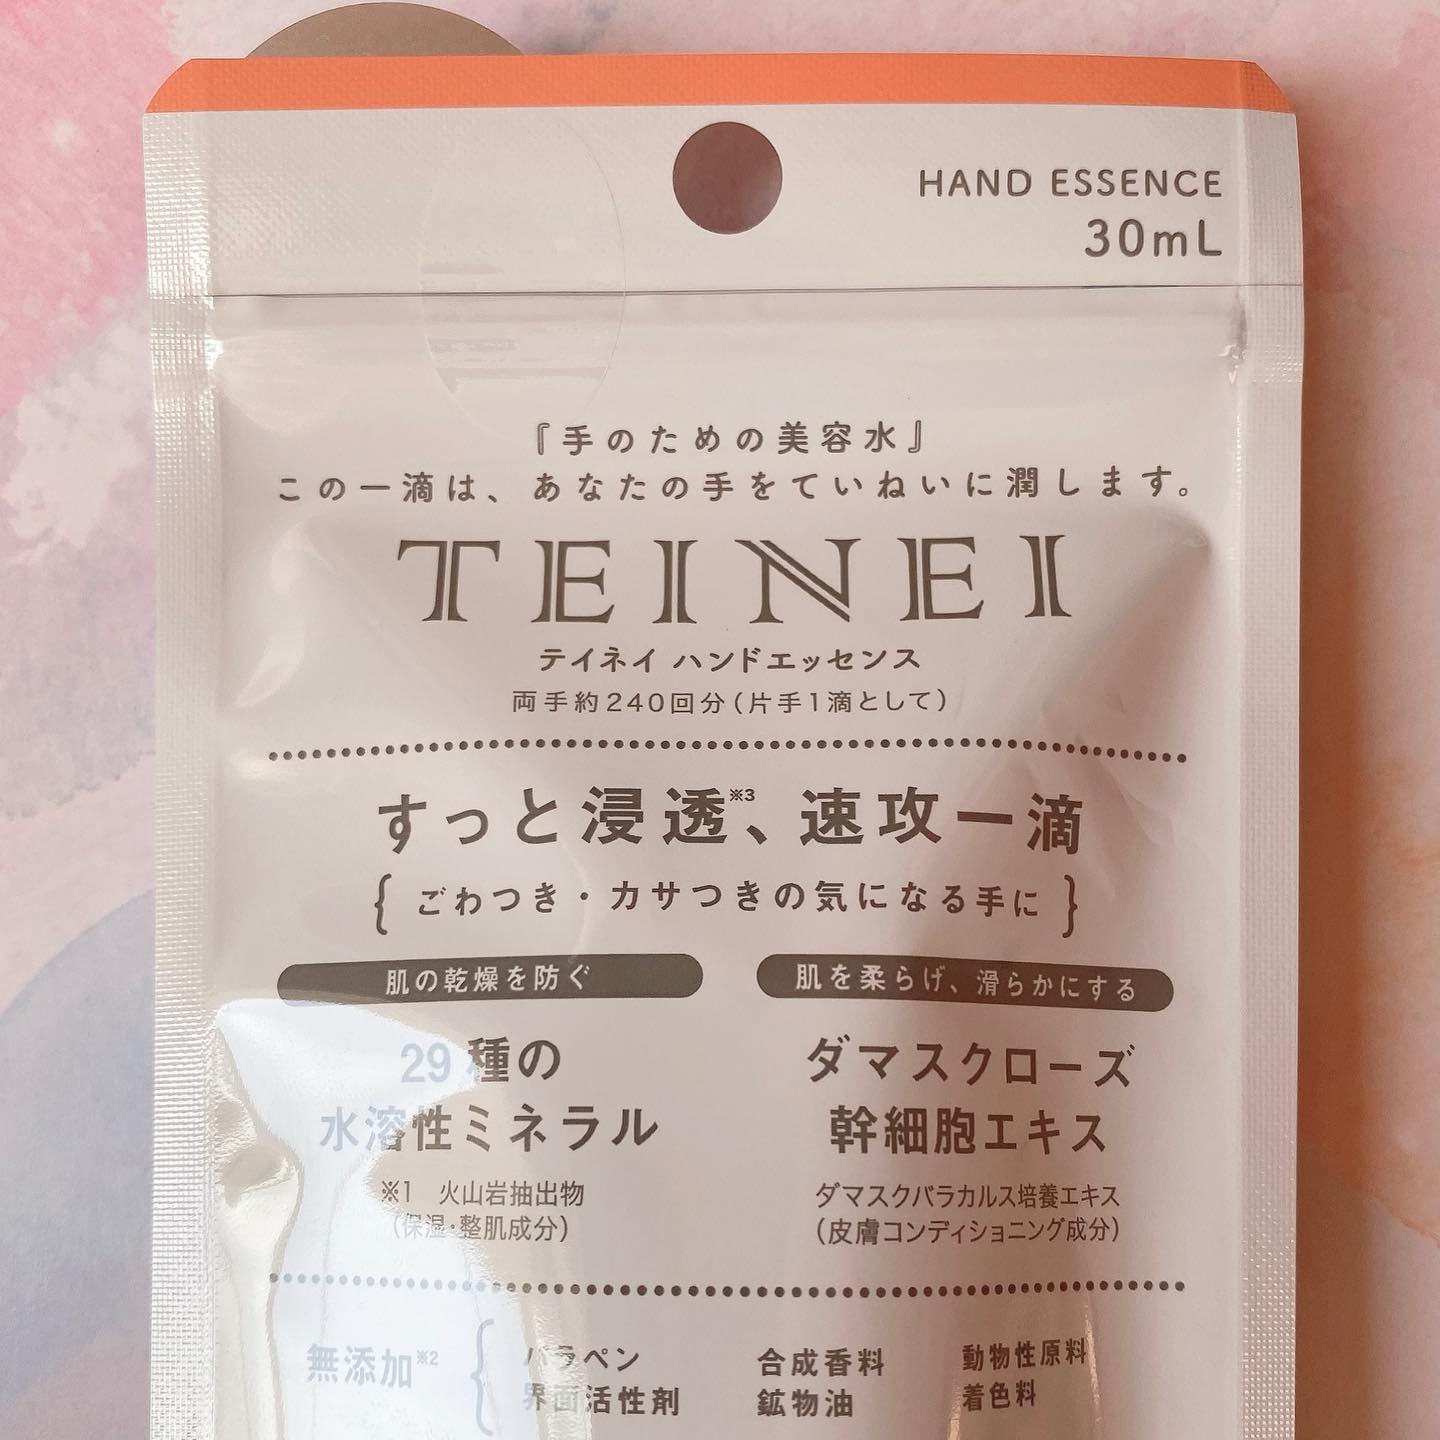 HAND ESSENCE
30mL
『手のための美容水』
この一滴は、あなたの手をていねいに潤します。
TEINEI
テイネイ ハンドエッセンス
両手約240回分(片手1滴として)
すっと浸透※3、速攻一滴
{ ごわつき・カサつきの気になる手に }
肌の乾燥を防ぐ
29種の
水溶性ミネラル
※1 火山岩抽出物
(保湿・整肌成分)
肌を柔らげ、滑らかにする
ダマスクローズ
幹細胞エキス
ダマスクバラカルス培養エキス
(皮膚コンディショニング成分)
無添加※2
パラベン 合成香料 動物性原料
界面活性剤 鉱物油 着色料